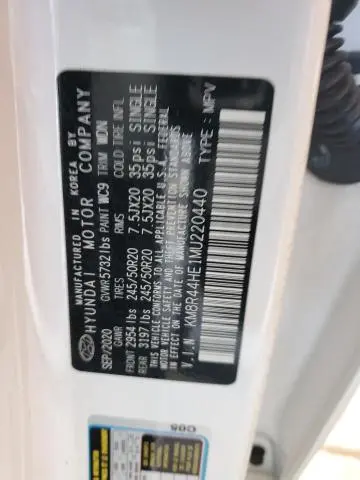 MANUFACTURED IN KOREA BY
HYUNDAI MOTOR COMPANY
SEP/2020 GVWR 5732 lbs PAINT WC9 TRIM WDN
GAWR TIRES RIMS COLD TIRE INFL
FRONT 2954 lbs 245/50R20 7.5JX20 35psi SINGLE
REAR 3197 lbs 245/50R20 7.5JX20 35psi SINGLE
THIS VEHICLE CONFORMS TO ALL APPLICABLE U.S.A. FEDERAL
MOTOR VEHICLE SAFETY AND THEFT PREVENTION STANDARDS
IN EFFECT ON THE DATE OF MANUFACTURE SHOWN ABOVE
V.I.N KM8R44HE1MU220440 TYPE: MPV
C05